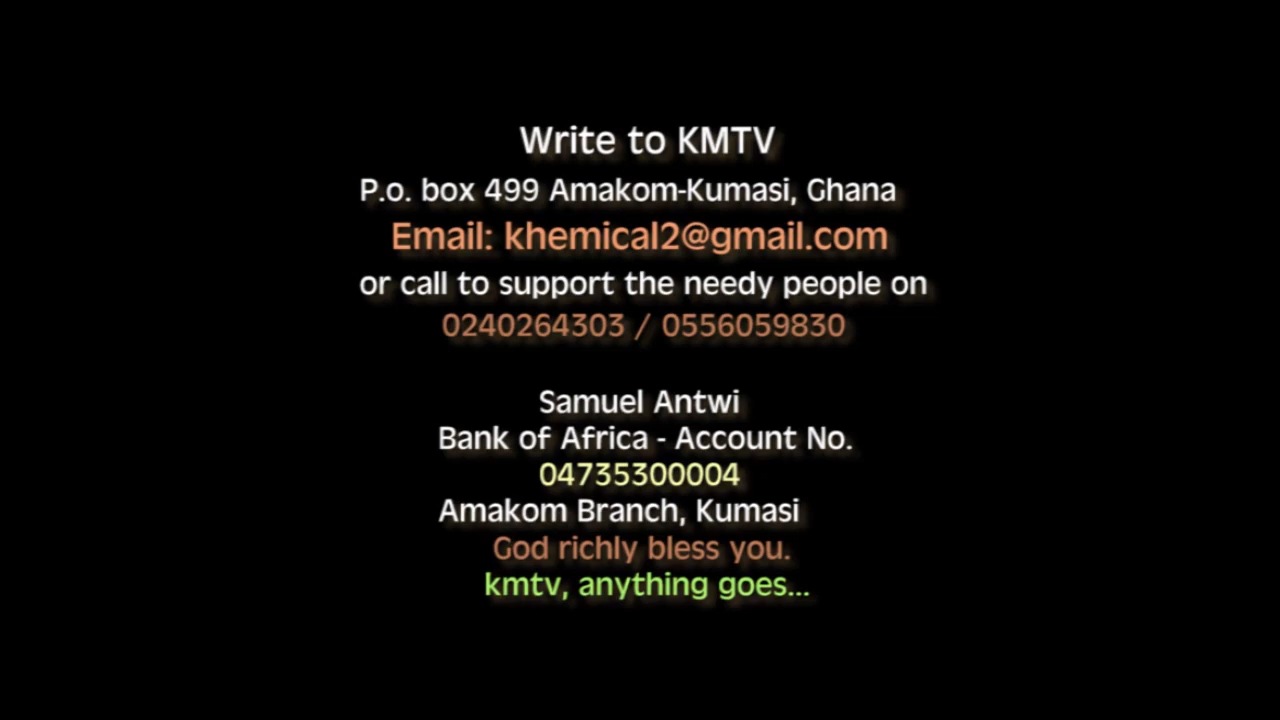 Write to KMTV
P.o. box 499 Amakom-Kumasi, Ghana
Email: khemical2@gmail.com
or call to support the needy people on
0240264303 / 0556059830
Samuel Antwi
Bank of Africa - Account No.
04735300004
Amakom Branch, Kumasi
God richly bless you.
kmtv, anything goes...